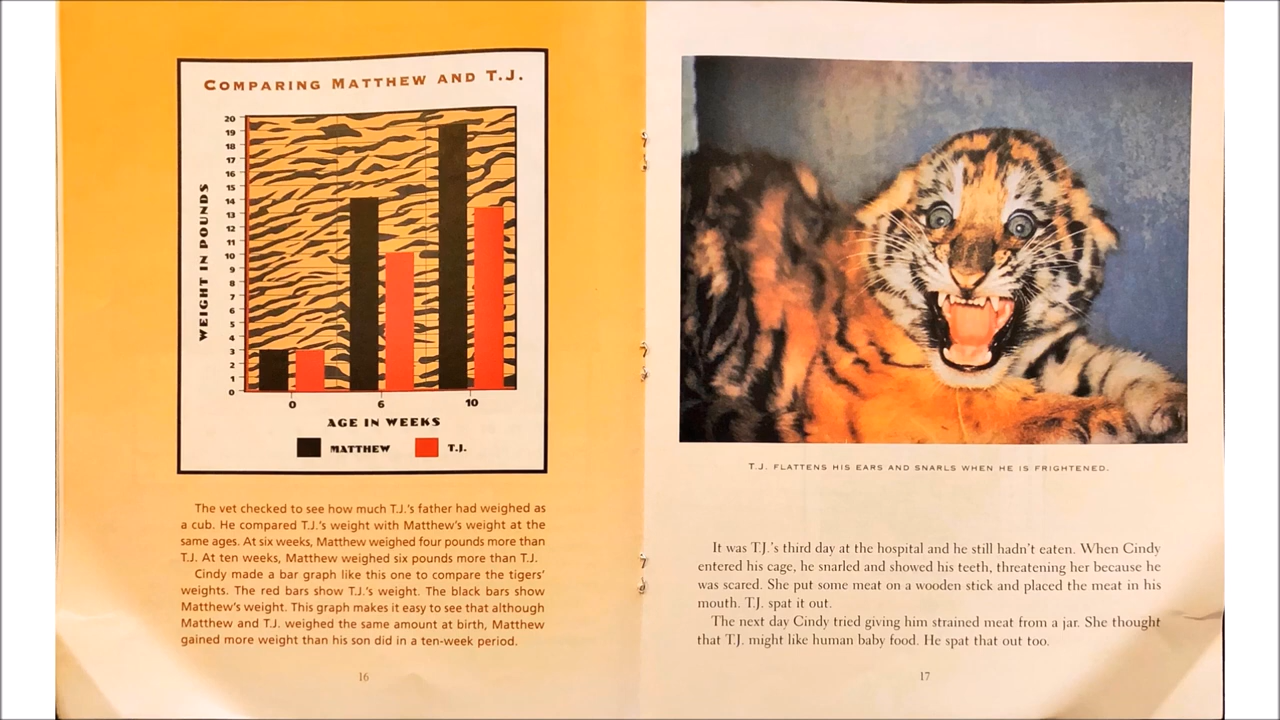 COMPARING MATTHEW AND T.J.
20
19
18
17
16
15
14
13
12
11
10
9
8
7
6
5
4
3
2
1
0
WEIGHT IN POUNDS
0 6 10
AGE IN WEEKS
MATTHEW T.J.
The vet checked to see how much T.J.'s father had weighed as
a cub. He compared T.J.'s weight with Matthew's weight at the
same ages. At six weeks, Matthew weighed four pounds more than
T.J. At ten weeks, Matthew weighed six pounds more than T.J.
Cindy made a bar graph like this one to compare the tigers'
weights. The red bars show T.J.'s weight. The black bars show
Matthew's weight. This graph makes it easy to see that although
Matthew and T.J. weighed the same amount at birth, Matthew
gained more weight than his son did in a ten-week period.
16
T.J. FLATTENS HIS EARS AND SNARLS WHEN HE IS FRIGHTENED.
It was T.J.'s third day at the hospital and he still hadn't eaten. When Cindy
entered his cage, he snarled and showed his teeth, threatening her because he
was scared. She put some meat on a wooden stick and placed the meat in his
mouth. T.J. spat it out.
The next day Cindy tried giving him strained meat from a jar. She thought
that T.J. might like human baby food. He spat that out too.
17